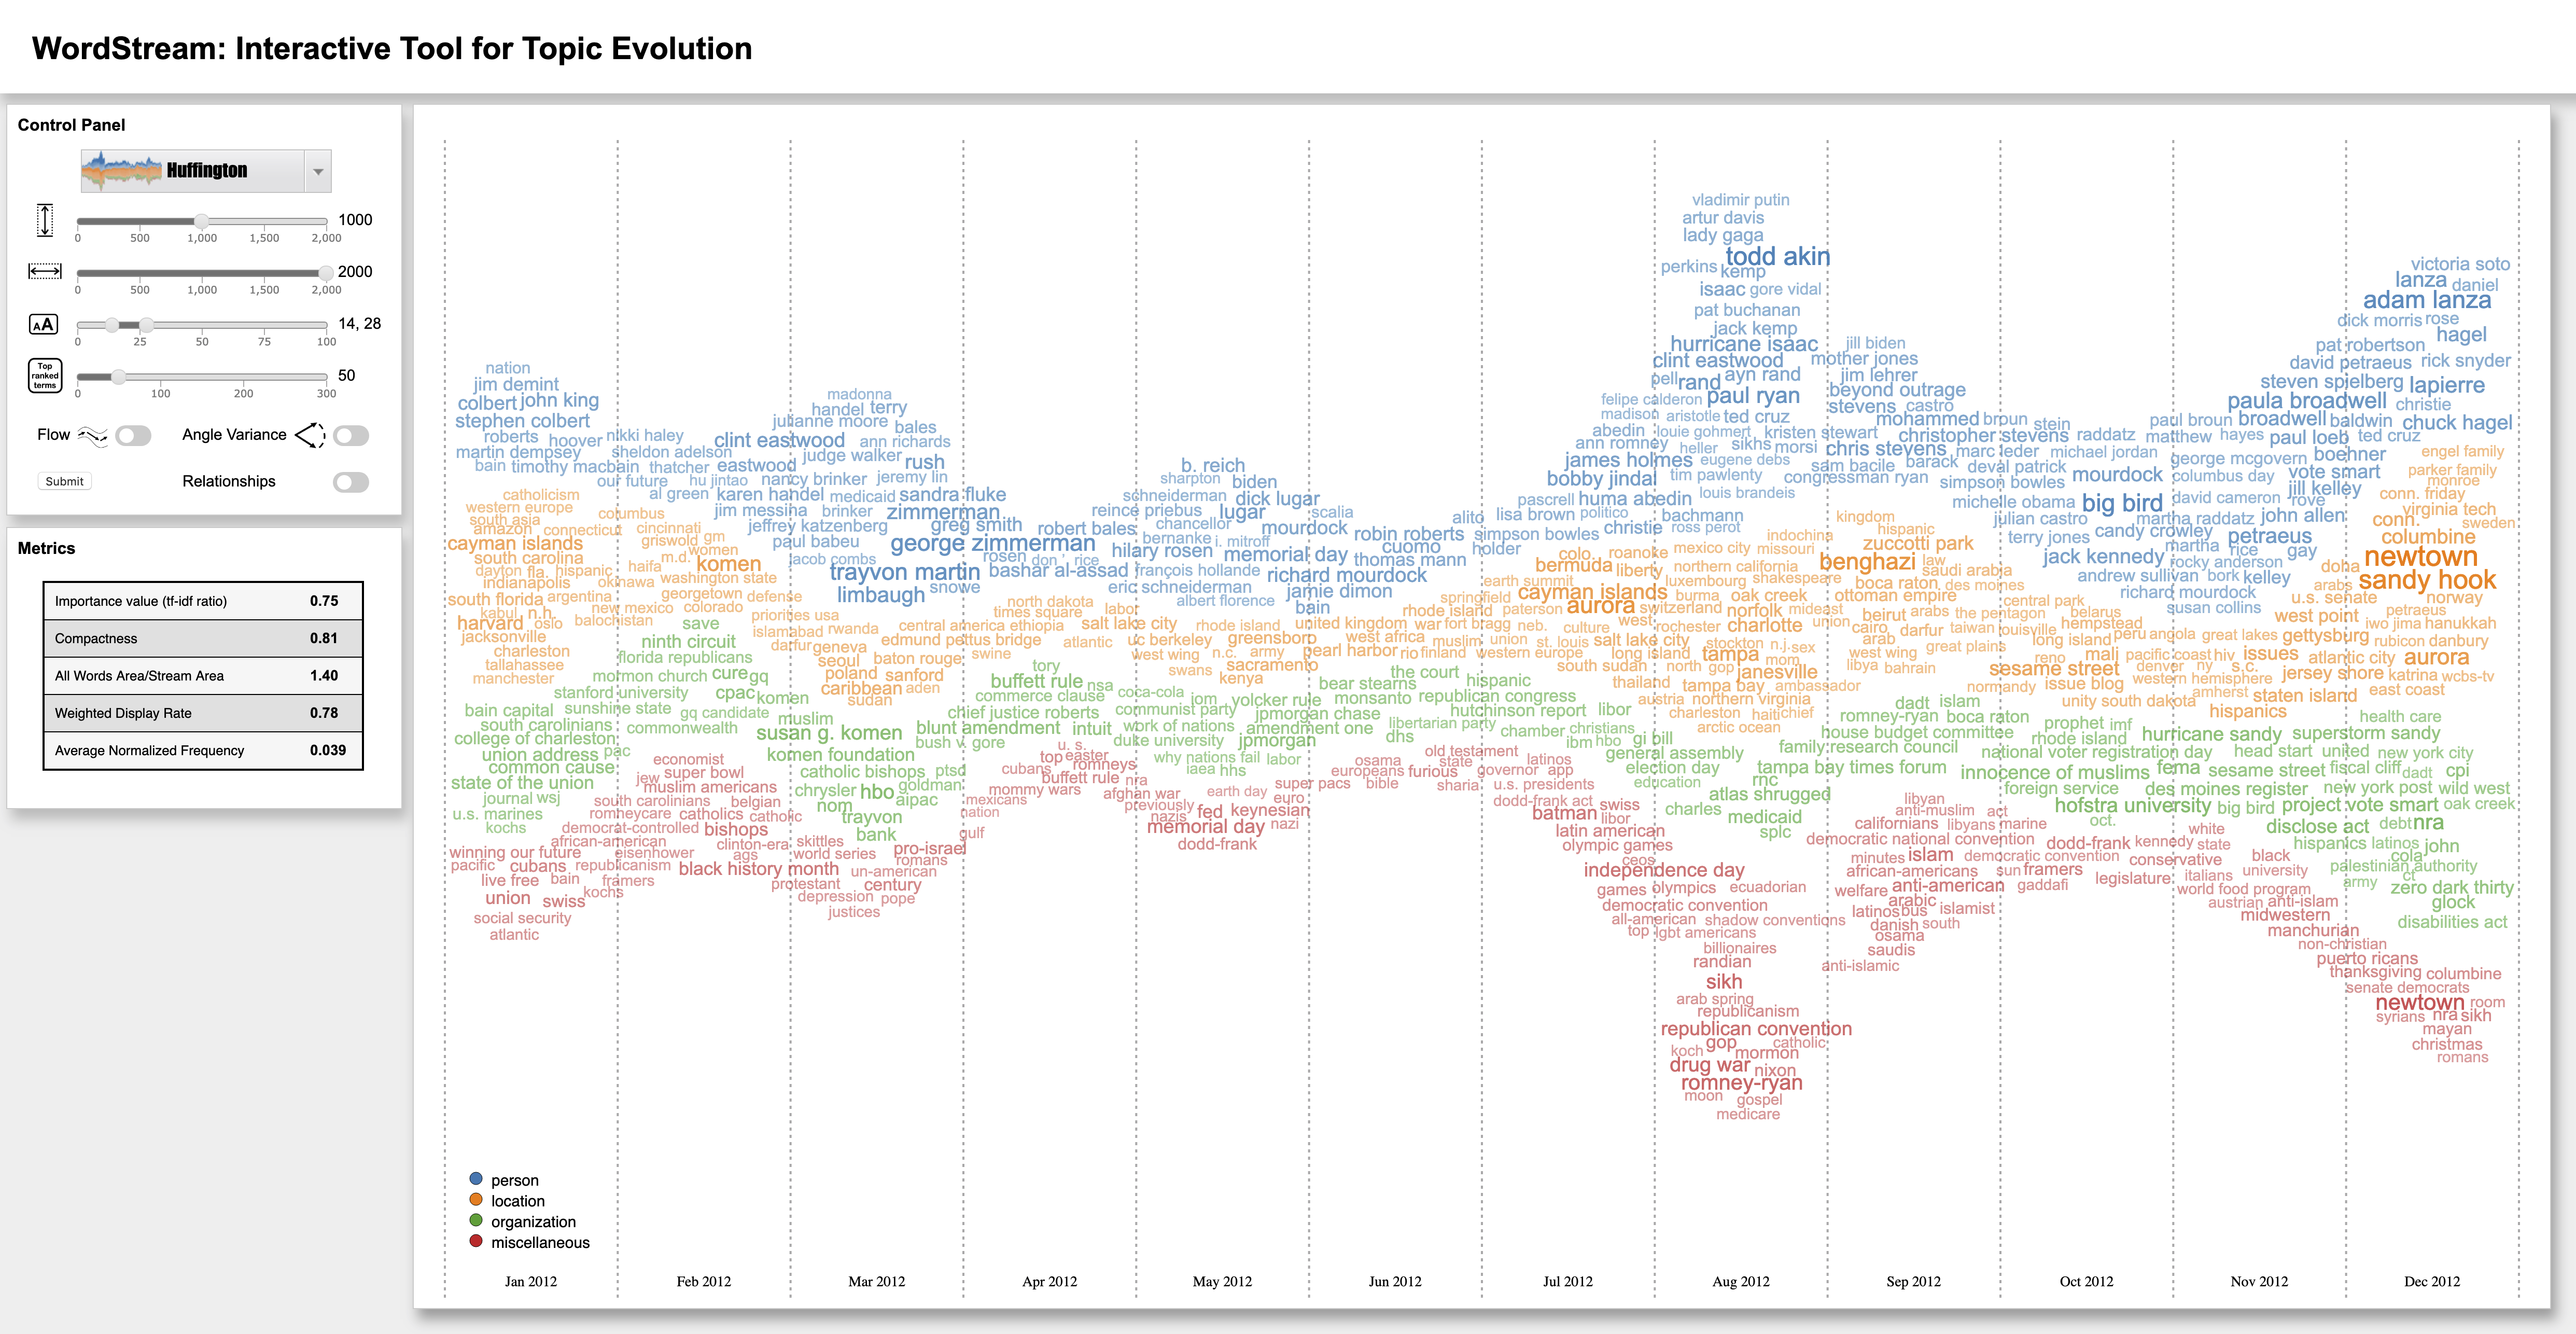 WordStream: Interactive Tool for Topic Evolution
Control Panel
Huffington
1000
0 500 1,000 1,500 2,000
2000
0 500 1,000 1,500 2,000
AA
14, 28
0 25 50 75 100
Top ranked terms
50
0 100 200 300
Flow
Angle Variance
Submit
Relationships
Metrics
Importance value (tf-idf ratio) 0.75
Compactness 0.81
All Words Area/Stream Area 1.40
Weighted Display Rate 0.78
Average Normalized Frequency 0.039
vladimir putin
artur davis
lady gaga
todd akin
perkins kemp
isaac gore vidal
pat buchanan
jack kemp
hurricane isaac
clint eastwood
pell rand ayn rand
paul ryan
aristotle ted cruz
louie gohmert kristen stewart
heller sikhs morsi
eugene debs
tim pawlenty
louis brandeis
bachmann
ross perot
victoria soto
lanza daniel
adam lanza
dick morris rose
hagel
pat robertson
david petraeus rick snyder
steven spielberg lapierre
paula broadwell christie
paul broun broadwell baldwin chuck hagel
matthew hayes paul loeb ted cruz
george mcgovern boehner
columbus day vote smart
jill kelley
david cameron rove
martha raddatz john allen
petraeus
martha rice gay
rocky anderson
bork kelley
susan collins
jill biden
mother jones
jim lehrer
beyond outrage
stevens castro
mohammed broun stein
christopher stevens raddatz
chris stevens marc leder michael jordan
sam bacile barack deval patrick mourdock
congressman ryan simpson bowles
michelle obama big bird
julian castro candy crowley
terry jones jack kennedy
andrew sullivan
richard mourdock
nation
jim demint
colbert john king
stephen colbert
roberts hoover nikki haley
martin dempsey sheldon adelson
bain timothy macbain thatcher eastwood
our future hu jintao nancy brinker jeremy lin
al green karen handel medicaid sandra fluke
jim messina brinker zimmerman
jeffrey katzenberg greg smith robert bales
paul babeu george zimmerman
jacob combs rosen don' rice
trayvon martin bashar al-assad
limbaugh snowe
madonna
handel terry
julianne moore bales
clint eastwood ann richards
judge walker rush
b. reich
sharpton biden
schneiderman dick lugar
reince priebus lugar scalia
chancellor mourdock robin roberts
bernanke i. mitroff cuomo
hilary rosen memorial day thomas mann
françois hollande richard mourdock
eric schneiderman jamie dimon
albert florence bain
felipe calderon
madison
abedin
ann romney
james holmes
bobby jindal
pascrell huma abedin
alito lisa brown politico
simpson bowles christie
holder
catholicism
western europe
south asia columbus
amazon connecticut cincinnati
cayman islands griswold gm
south carolina m.d. women
dayton fla. hispanic haifa komen
indianapolis okinawa washington state
south florida argentina georgetown defense
kabul n.h. new mexico colorado priorities usa
harvard oslo balochistan save islamabad rwanda
jacksonville ninth circuit darfur geneva
charleston florida republicans seoul baton rouge
tallahassee mormon church cure gq poland sanford
manchester stanford university cpac komen caribbean aden
sudan
north dakota
times square labor
central america ethiopia salt lake city rhode island united kingdom war fort bragg neb.
edmund pettus bridge atlantic uc berkeley greensboro west africa muslim union
swine west wing n.c. army pearl harbor rio finland western europe
swans sacramento
kenya
springfield
rhode island
earth summit
paterson
culture
st. louis
colo. roanoke
bermuda liberty
cayman islands
aurora switzerland
west
salt lake city
long island
south sudan
thailand
indochina
mexico city missouri
northern california
luxembourg shakespeare
burma oak creek
norfolk mideast
rochester charlotte union
stockton n.j. sex
tampa mom
north gop janesville
tampa bay ambassador
austria northern virginia
charleston haiti chief
arctic ocean
kingdom
hispanic
zuccotti park
benghazi law
saudi arabia
boca raton des moines
ottoman empire
beirut arabs the pentagon
cairo darfur taiwan louisville
arab
west wing great plains
libya bahrain
central park
belarus
hempstead
long island peru angola
reno mali
sesame street
normandy issue blog
unity south dakota
great lakes gettysburg
pacific coast hiv issues atlantic city
denver ny s.c.
western hemisphere jersey shore
amherst staten island
hispanics
engel family
parker family
monroe
conn. friday
virginia tech
conn. sweden
columbine
newtown
doha
arabs sandy hook
u.s. senate norway
west point petraeus
iwo jima hanukkah
rubicon danbury
aurora
katrina wcbs-tv
east coast
bain capital sunshine state gq candidate muslim
south carolinians commonwealth susan g. komen
college of charleston
union address pac komen foundation
common cause catholic bishops ptsd
state of the union chrysler hbo goldman
journal wsj nom aipac
u.s. marines trayvon
kochs bank
tory
buffett rule nsa
commerce clause coca-cola jom volcker rule
chief justice roberts communist party jpmorgan chase
blunt amendment intuit work of nations amendment one
bush v. gore duke university jpmorgan
why nations fail labor
iaea hhs
the court
bear stearns hispanic
monsanto republican congress
hutchinson report libor
libertarian party chamber christians
dhs ibm hbo gi bill
general assembly
election day
education
family research council
tampa bay times forum
rnc
atlas shrugged
charles medicaid
splc
dadt islam
romney-ryan boca raton
house budget committee
prophet imf
rhode island
national voter registration day
innocence of muslims
foreign service
hofstra university
oct.
hurricane sandy superstorm sandy
head start united new york city
fema sesame street fiscal cliff dadt cpi
des moines register new york post wild west
big bird project vote smart oak creek
disclose act debt nra
hispanics latinos john
cola
palestinian authority
army ct
zero dark thirty
glock
disabilities act
health care
economist
jew super bowl
muslim americans
south carolinians belgian
romneycare catholics catholic
democrat-controlled bishops
african-american clinton-era skittles
winning our future eisenhower ags world series pro-israel
pacific cubans republicanism black history month romans
live free bain framers un-american
kochs protestant century
union swiss depression pope
social security justices
atlantic
u. s.
top easter
cubans romneys
buffett rule nra
mommy wars afghan war
mexicans previously
nation nazis
gulf
earth day
fed keynesian
memorial day nazi
dodd-frank
super pacs
euro
osama
europeans furious
bible
old testament
state latinos
governor app
sharia u.s. presidents
dodd-frank act swiss
batman libor
latin american
olympic games
ceos
independence day
games olympics ecuadorian
democratic convention
all-american shadow conventions
top lgbt americans
billionaires
randian
sikh
arab spring
republicanism
republican convention
gop catholic
koch mormon
drug war nixon
romney-ryan
moon gospel
medicare
libyan
anti-muslim act
californians libyans marine
democratic national convention
minutes islam democratic convention
african-americans sun framers
welfare anti-american gaddafi
arabic
latinos bus islamist
danish south
osama
saudis
anti-islamic
dodd-frank kennedy state
white
conservative
legislature italians
black
university
world food program
austrian anti-islam
midwestern
manchurian
non-christian
puerto ricans
thanksgiving columbine
senate democrats
newtown room
syrians nra sikh
mayan
christmas
romans
person
location
organization
miscellaneous
Jan 2012 Feb 2012 Mar 2012 Apr 2012 May 2012 Jun 2012 Jul 2012 Aug 2012 Sep 2012 Oct 2012 Nov 2012 Dec 2012